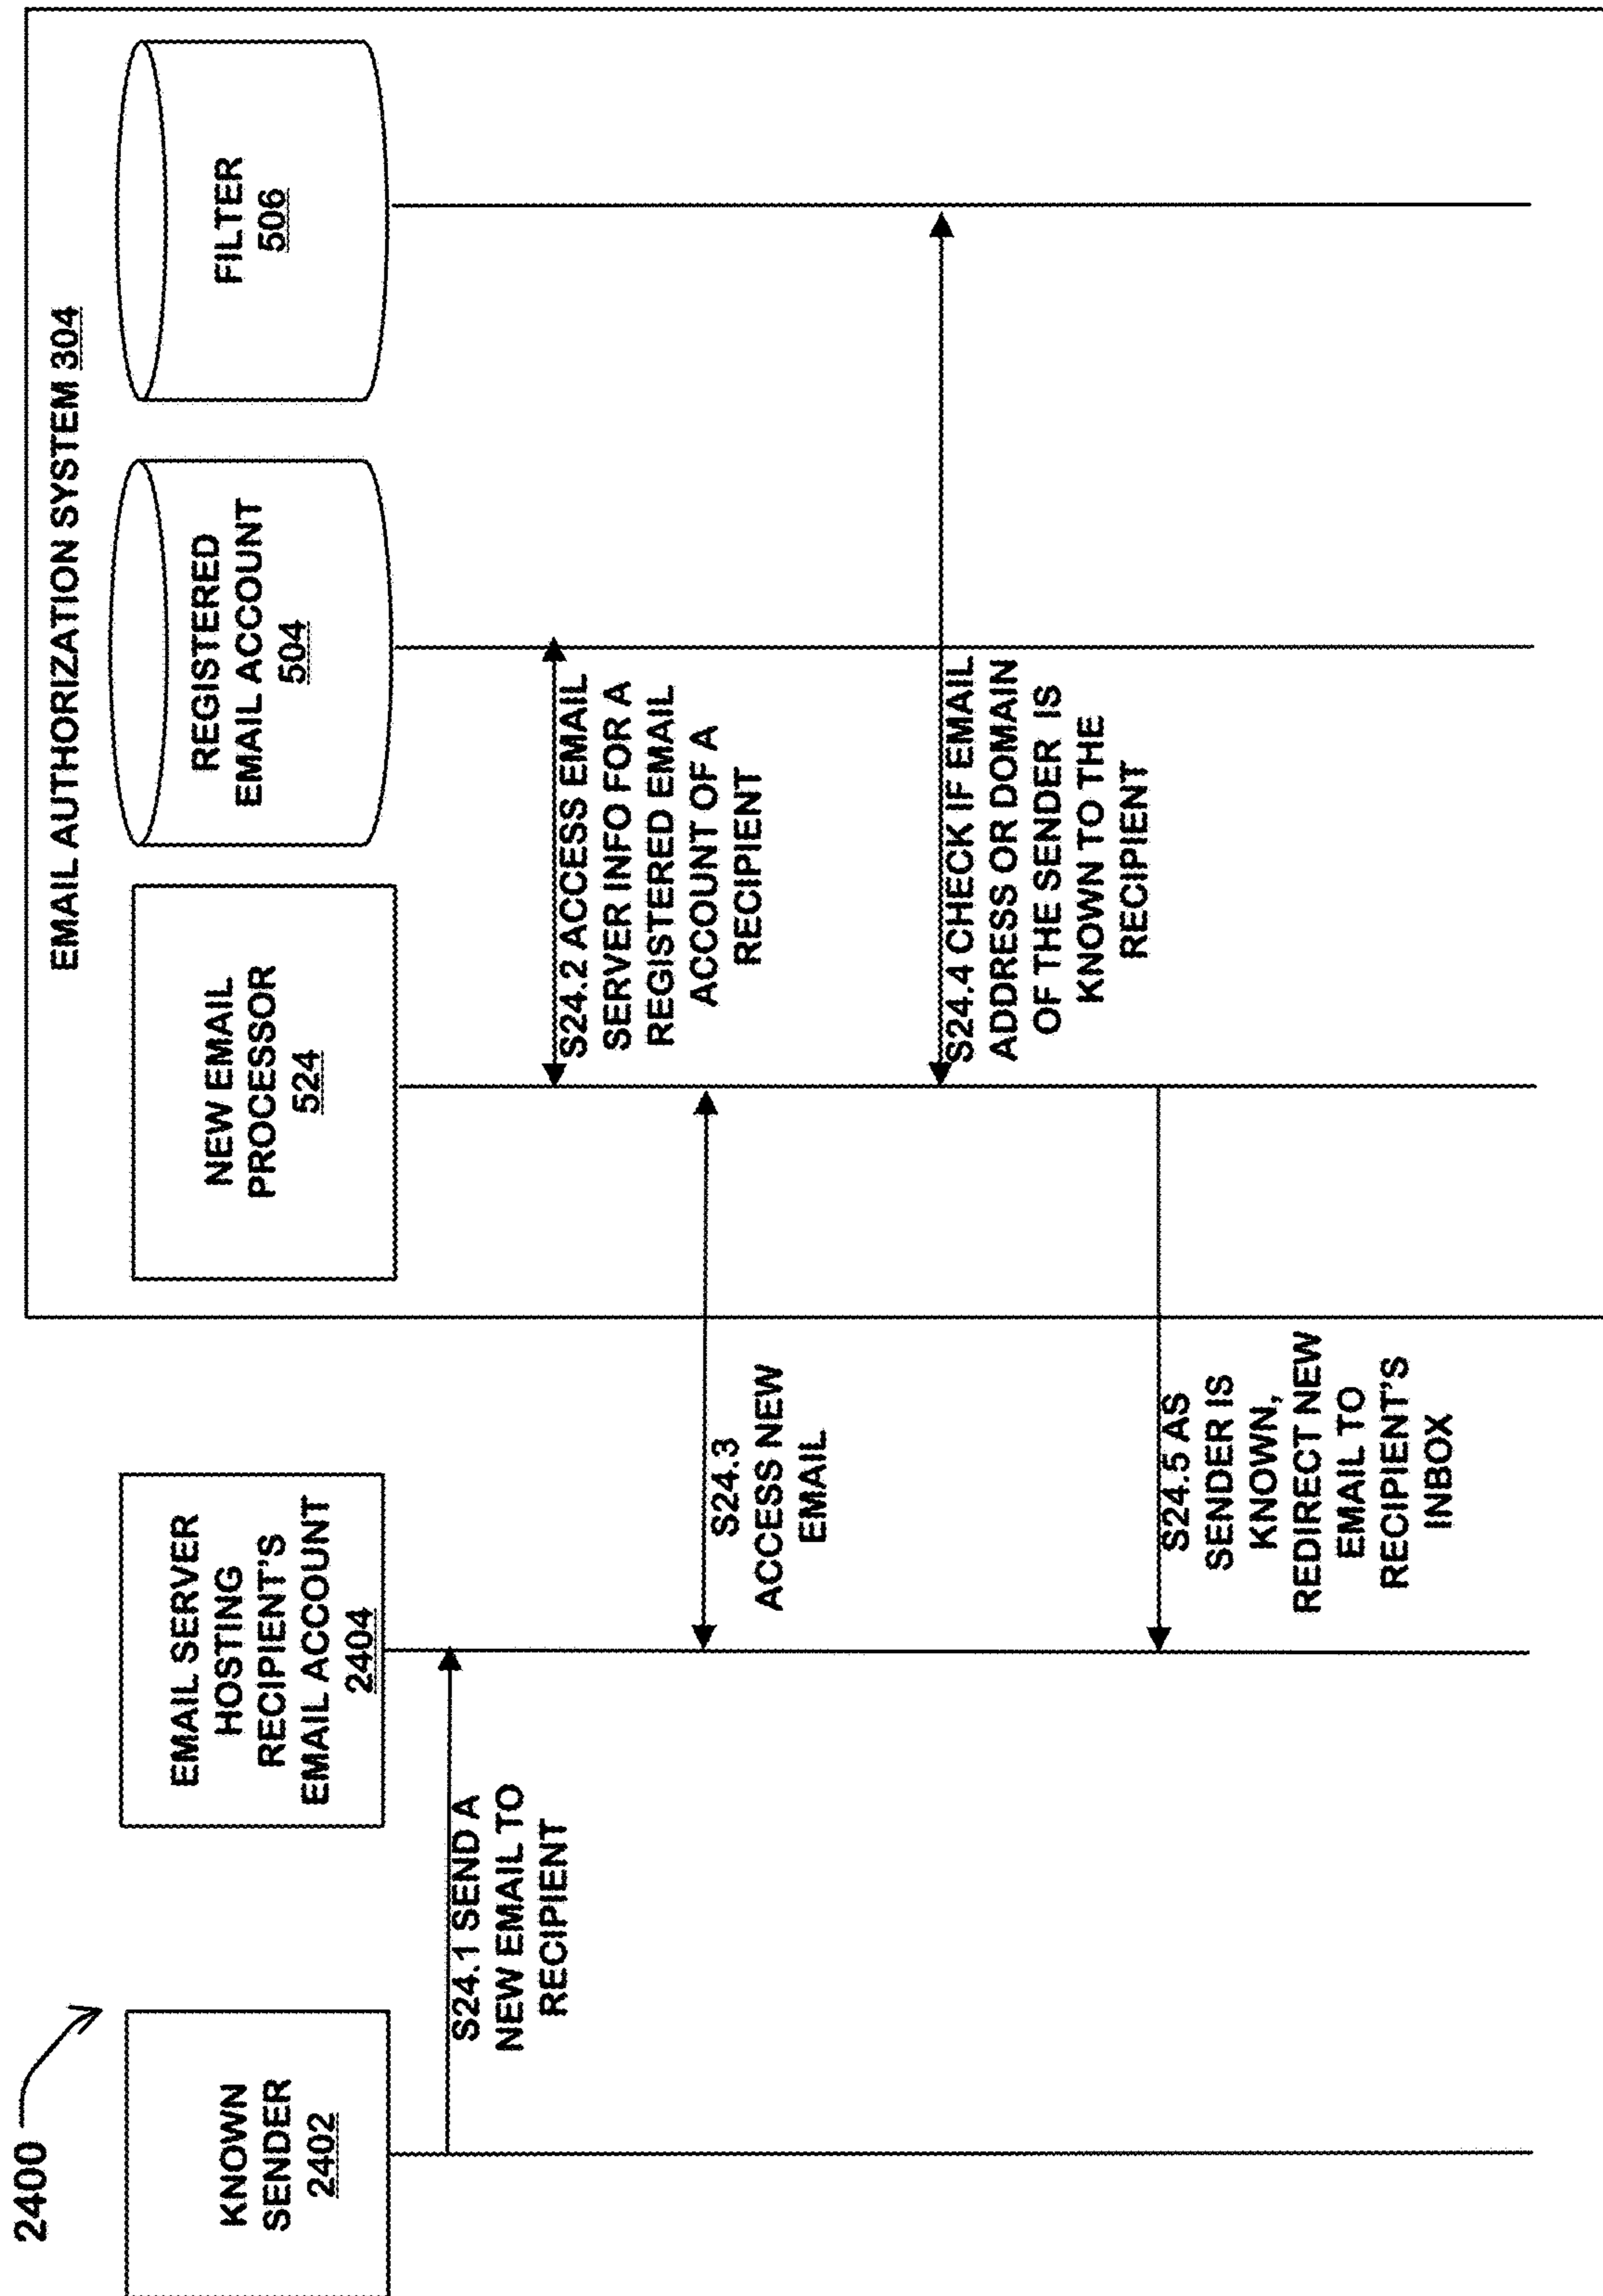 2400
EMAIL AUTHORIZATION SYSTEM 304
KNOWN
SENDER
2402
EMAIL SERVER
HOSTING
RECIPIENT'S
EMAIL ACCOUNT
2404
NEW EMAIL
PROCESSOR
524
REGISTERED
EMAIL ACCOUNT
504
FILTER
506
S24.1 SEND A
NEW EMAIL TO
RECIPIENT
S24.2 ACCESS EMAIL
SERVER INFO FOR A
REGISTERED EMAIL
ACCOUNT OF A
RECIPIENT
S24.3
ACCESS NEW
EMAIL
S24.4 CHECK IF EMAIL
ADDRESS OR DOMAIN
OF THE SENDER IS
KNOWN TO THE
RECIPIENT
S24.5 AS
SENDER IS
KNOWN,
REDIRECT NEW
EMAIL TO
RECIPIENT'S
INBOX